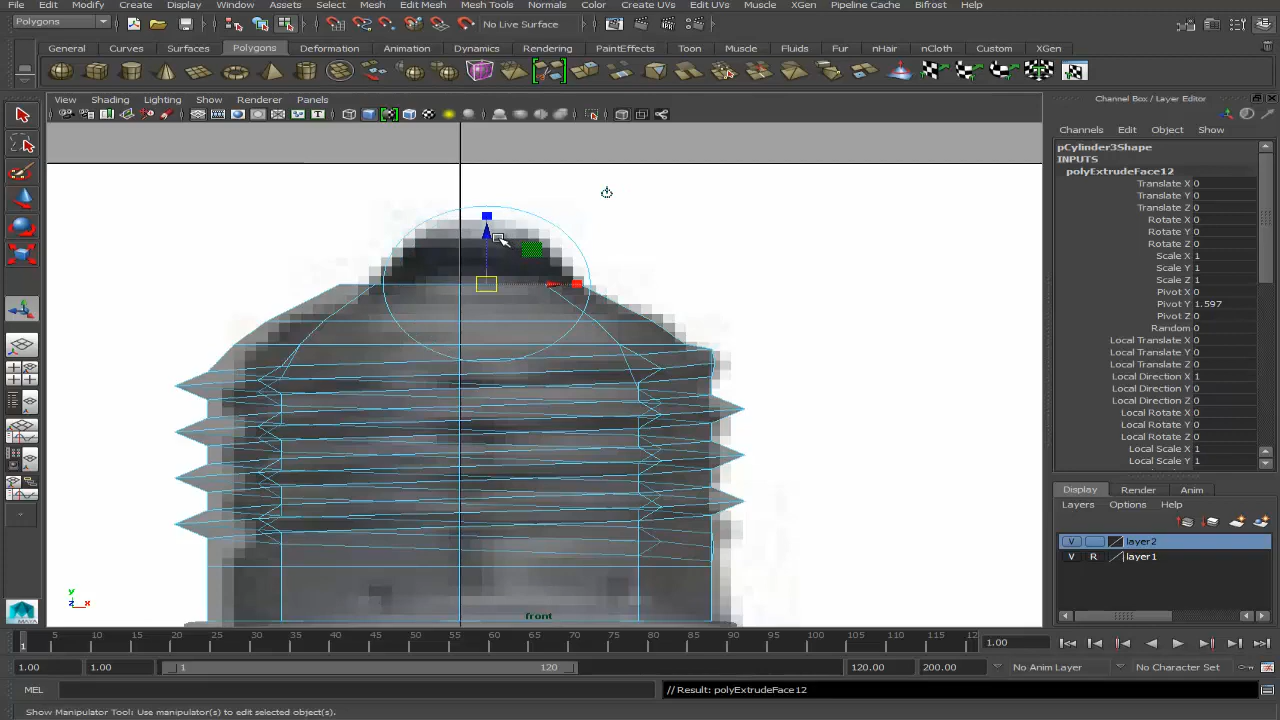 File Edit Modify Create Display Window Assets Select Mesh Edit Mesh Mesh Tools Normals Color Create UVs Edit UVs Muscle XGen Pipeline Cache Bifrost Help
Polygons No Live Surface
General Curves Surfaces Polygons Deformation Animation Dynamics Rendering PaintEffects Toon Muscle Fluids Fur nHair nCloth Custom XGen
View Shading Lighting Show Renderer Panels
Channel Box / Layer Editor
Channels Edit Object Show
pCylinder3Shape
INPUTS
polyExtrudeFace12
Translate X 0
Translate Y 0
Translate Z 0
Rotate X 0
Rotate Y 0
Rotate Z 0
Scale X 1
Scale Y 1
Scale Z 1
Pivot X 0
Pivot Y 1.597
Pivot Z 0
Random 0
Local Translate X 0
Local Translate Y 0
Local Translate Z 0
Local Direction X 1
Local Direction Y 0
Local Direction Z 0
Local Rotate X 0
Local Rotate Y 0
Local Rotate Z 0
Local Scale X 1
Local Scale Y 1
Local Scale Z 1
Display Render Anim
Layers Options Help
V layer2
V R layer1
y
z x
front
5 10 15 20 25 30 35 40 45 50 55 60 65 70 75 80 85 90 95 100 105 110 115 12
1 1.00
1.00 1.00 1 120 120.00 200.00 No Anim Layer No Character Set
MEL // Result: polyExtrudeFace12
Show Manipulator Tool: Use manipulator(s) to edit selected object(s).